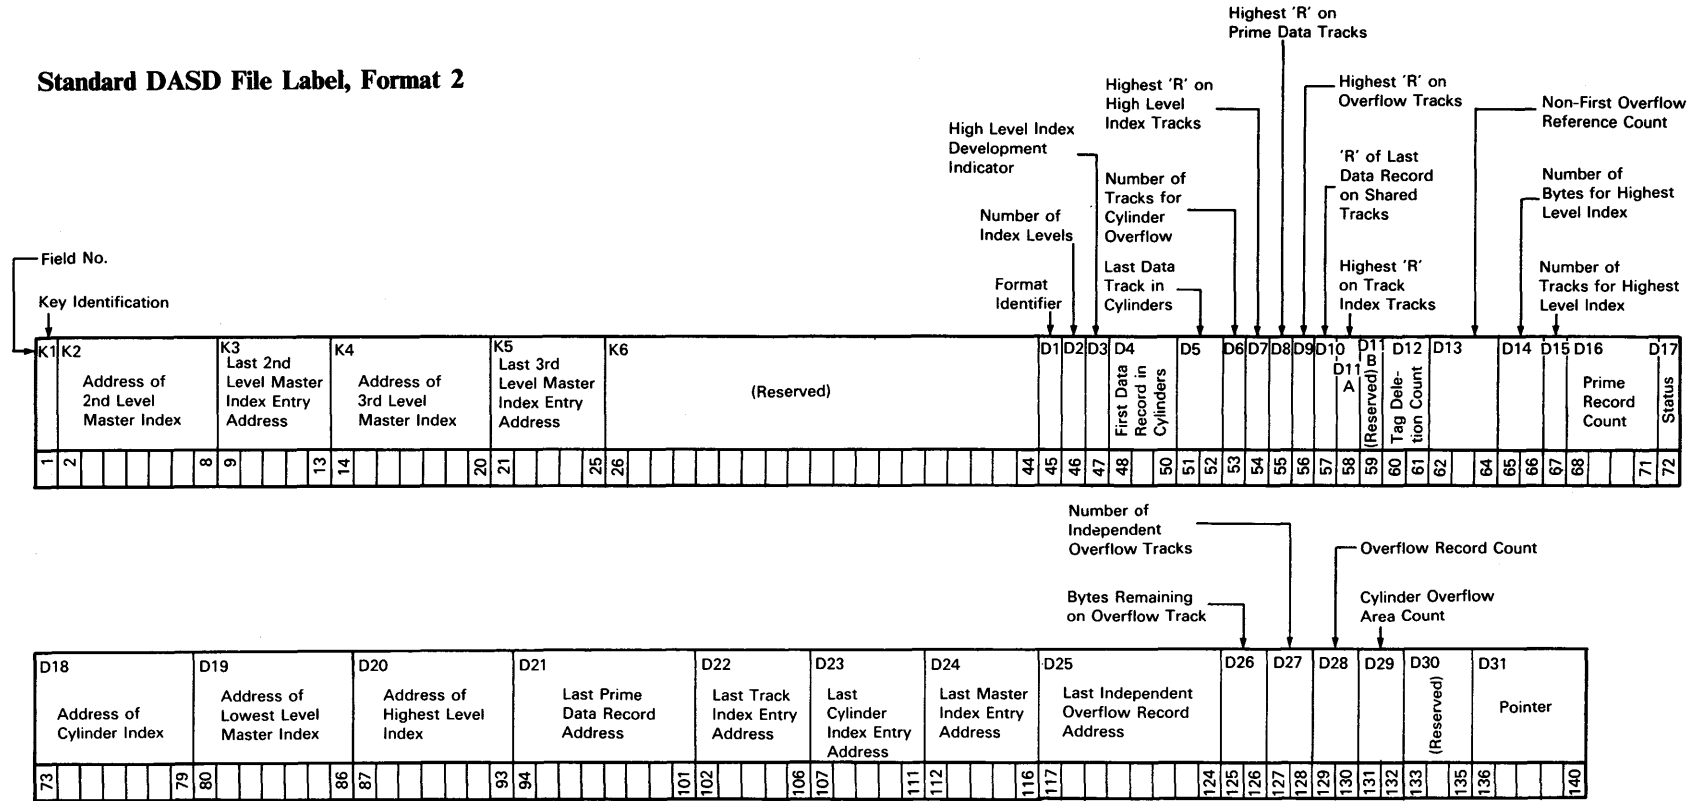 Standard DASD File Label, Format 2
Highest 'R' on
Prime Data Tracks
Highest 'R' on
High Level
Index Tracks
Highest 'R' on
Overflow Tracks
Non-First Overflow
Reference Count
High Level Index
Development
Indicator
'R' of Last
Data Record
on Shared
Tracks
Number of
Tracks for
Cylinder
Overflow
Number of
Bytes for Highest
Level Index
Number of
Index Levels
Field No.
Last Data
Track in
Cylinders
Highest 'R'
on Track
Index Tracks
Number of
Tracks for Highest
Level Index
Format
Identifier
Key Identification
K1
K2
Address of
2nd Level
Master Index
K3
Last 2nd
Level Master
Index Entry
Address
K4
Address of
3rd Level
Master Index
K5
Last 3rd
Level Master
Index Entry
Address
K6
(Reserved)
D1
D2
D3
D4
First Data
Record in
Cylinders
D5
D6
D7
D8
D9
D10
D11
A
D11
B
(Reserved)
D12
Tag Dele-
tion Count
D13
D14
D15
D16
Prime
Record
Count
D17
Status
1 2 8 9 13 14 20 21 25 26 44 45 46 47 48 50 51 52 53 54 55 56 57 58 59 60 61 62 64 65 66 67 68 71 72
Number of
Independent
Overflow Tracks
Overflow Record Count
Bytes Remaining
on Overflow Track
Cylinder Overflow
Area Count
D18
Address of
Cylinder Index
D19
Address of
Lowest Level
Master Index
D20
Address of
Highest Level
Index
D21
Last Prime
Data Record
Address
D22
Last Track
Index Entry
Address
D23
Last
Cylinder
Index Entry
Address
D24
Last Master
Index Entry
Address
D25
Last Independent
Overflow Record
Address
D26
D27
D28
D29
D30
(Reserved)
D31
Pointer
73 79 80 86 87 93 94 101 102 106 107 111 112 116 117 124 125 126 127 128 129 130 131 132 133 135 136 140